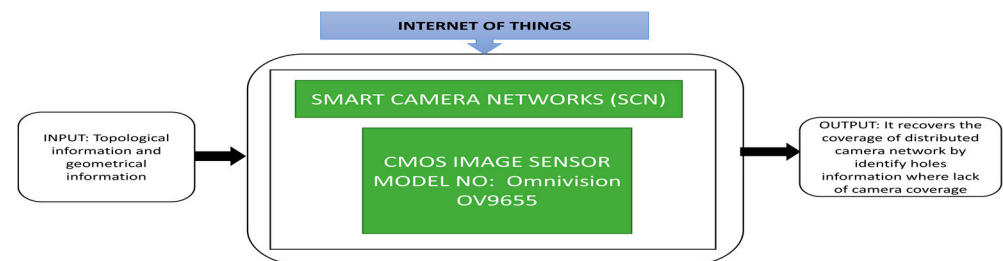 INTERNET OF THINGS
SMART CAMERA NETWORKS (SCN)
INPUT: Topological
information and
geometrical
information
CMOS IMAGE SENSOR
MODEL NO:  Omnivision
OV9655
OUTPUT: It recovers the
coverage of distributed
camera network by
identify holes
information where lack
of camera coverage